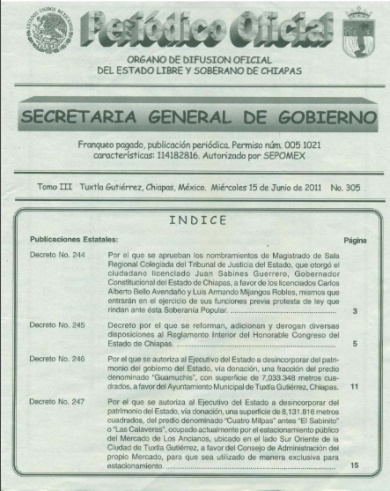 Periódico Oficial
ORGANO DE DIFUSION OFICIAL
DEL ESTADO LIBRE Y SOBERANO DE CHIAPAS
SECRETARIA GENERAL DE GOBIERNO
Franqueo pagado, publicación periódica. Permiso núm. 005 1021
características: 114182816. Autorizado por SEPOMEX
Tomo III Tuxtla Gutiérrez, Chiapas, México. Miércoles 15 de Junio de 2011 No. 305
INDICE
Publicaciones Estatales: Página
Decreto No. 244 Por el que se aprueban los nombramientos de Magistrado de Sala
Regional Colegiada del Tribunal de Justicia del Estado, que otorgó el
ciudadano licenciado Juan Sabines Guerrero, Gobernador
Constitucional del Estado de Chiapas, a favor de los licenciados Carlos
Alberto Bello Avendaño y Luis Armando Mijangos Robles, mismos que
entrarán en el ejercicio de sus funciones previa protesta de ley que
rindan ante ésta Soberanía Popular. 3
Decreto No. 245 Decreto por el que se reforman, adicionan y derogan diversas
disposiciones al Reglamento Interior del Honorable Congreso del
Estado de Chiapas. 5
Decreto No. 246 Por el que se autoriza al Ejecutivo del Estado a desincorporar del patri-
monio del gobierno del Estado, vía donación, una fracción del predio
denominado "Guamuchis", con superficie de 7,033.348 metros cua-
drados, a favor del Ayuntamiento Municipal de Tuxtla Gutiérrez, Chiapas. 11
Decreto No. 247 Por el que se autoriza al Ejecutivo del Estado a desincorporar del
patrimonio del Estado, vía donación, una superficie de 8,131.816 metros
cuadrados, del predio denominado "Cuatro Milpas" antes "El Sabinito"
o "Las Calaveras", ocupado actualmente por el estacionamiento público
del Mercado de Los Ancianos, ubicado en el lado Sur Oriente de la
Ciudad de Tuxtla Gutiérrez, a favor del Consejo de Administración del
propio Mercado, para que sea utilizado de manera exclusiva para
estacionamiento. 15